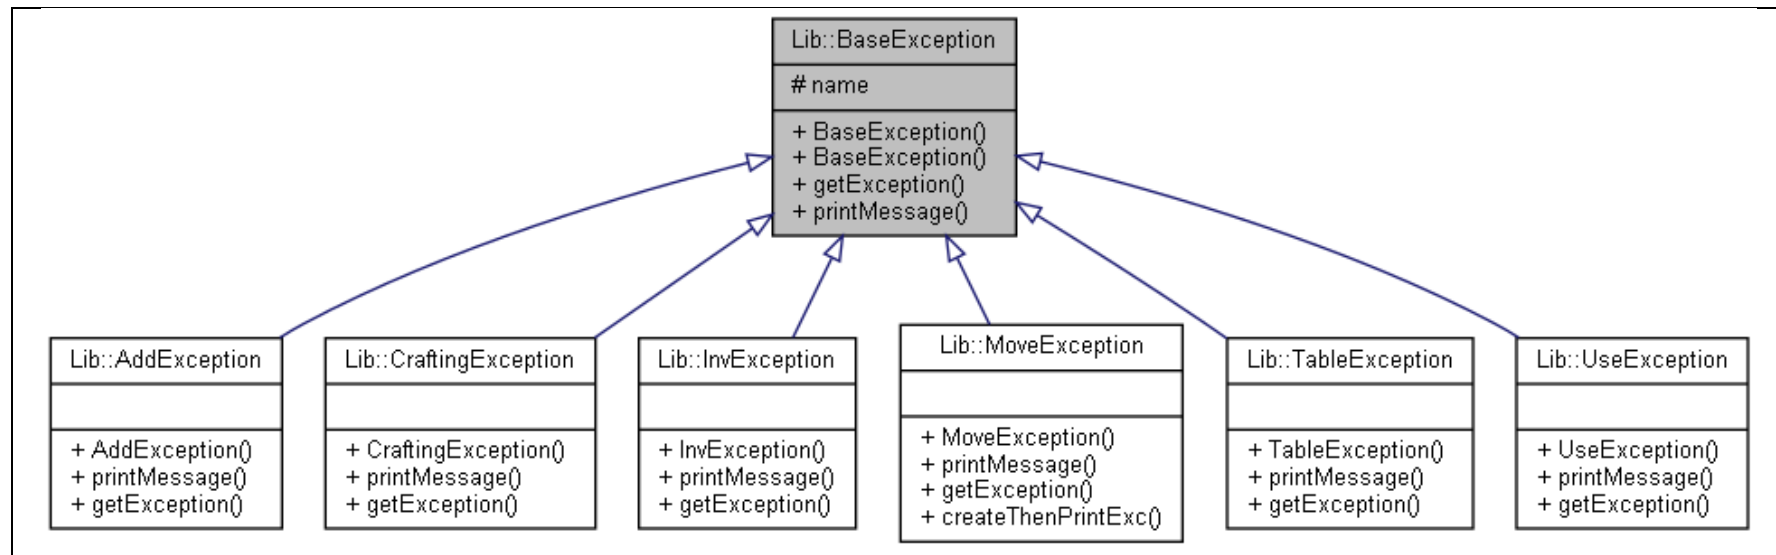 Lib::BaseException
# name
+ BaseException()
+ BaseException()
+ getException()
+ printMessage()
Lib::AddException
+ AddException()
+ printMessage()
+ getException()
Lib::CraftingException
+ CraftingException()
+ printMessage()
+ getException()
Lib::InvException
+ InvException()
+ printMessage()
+ getException()
Lib::MoveException
+ MoveException()
+ printMessage()
+ getException()
+ createThenPrintExc()
Lib::TableException
+ TableException()
+ printMessage()
+ getException()
Lib::UseException
+ UseException()
+ printMessage()
+ getException()